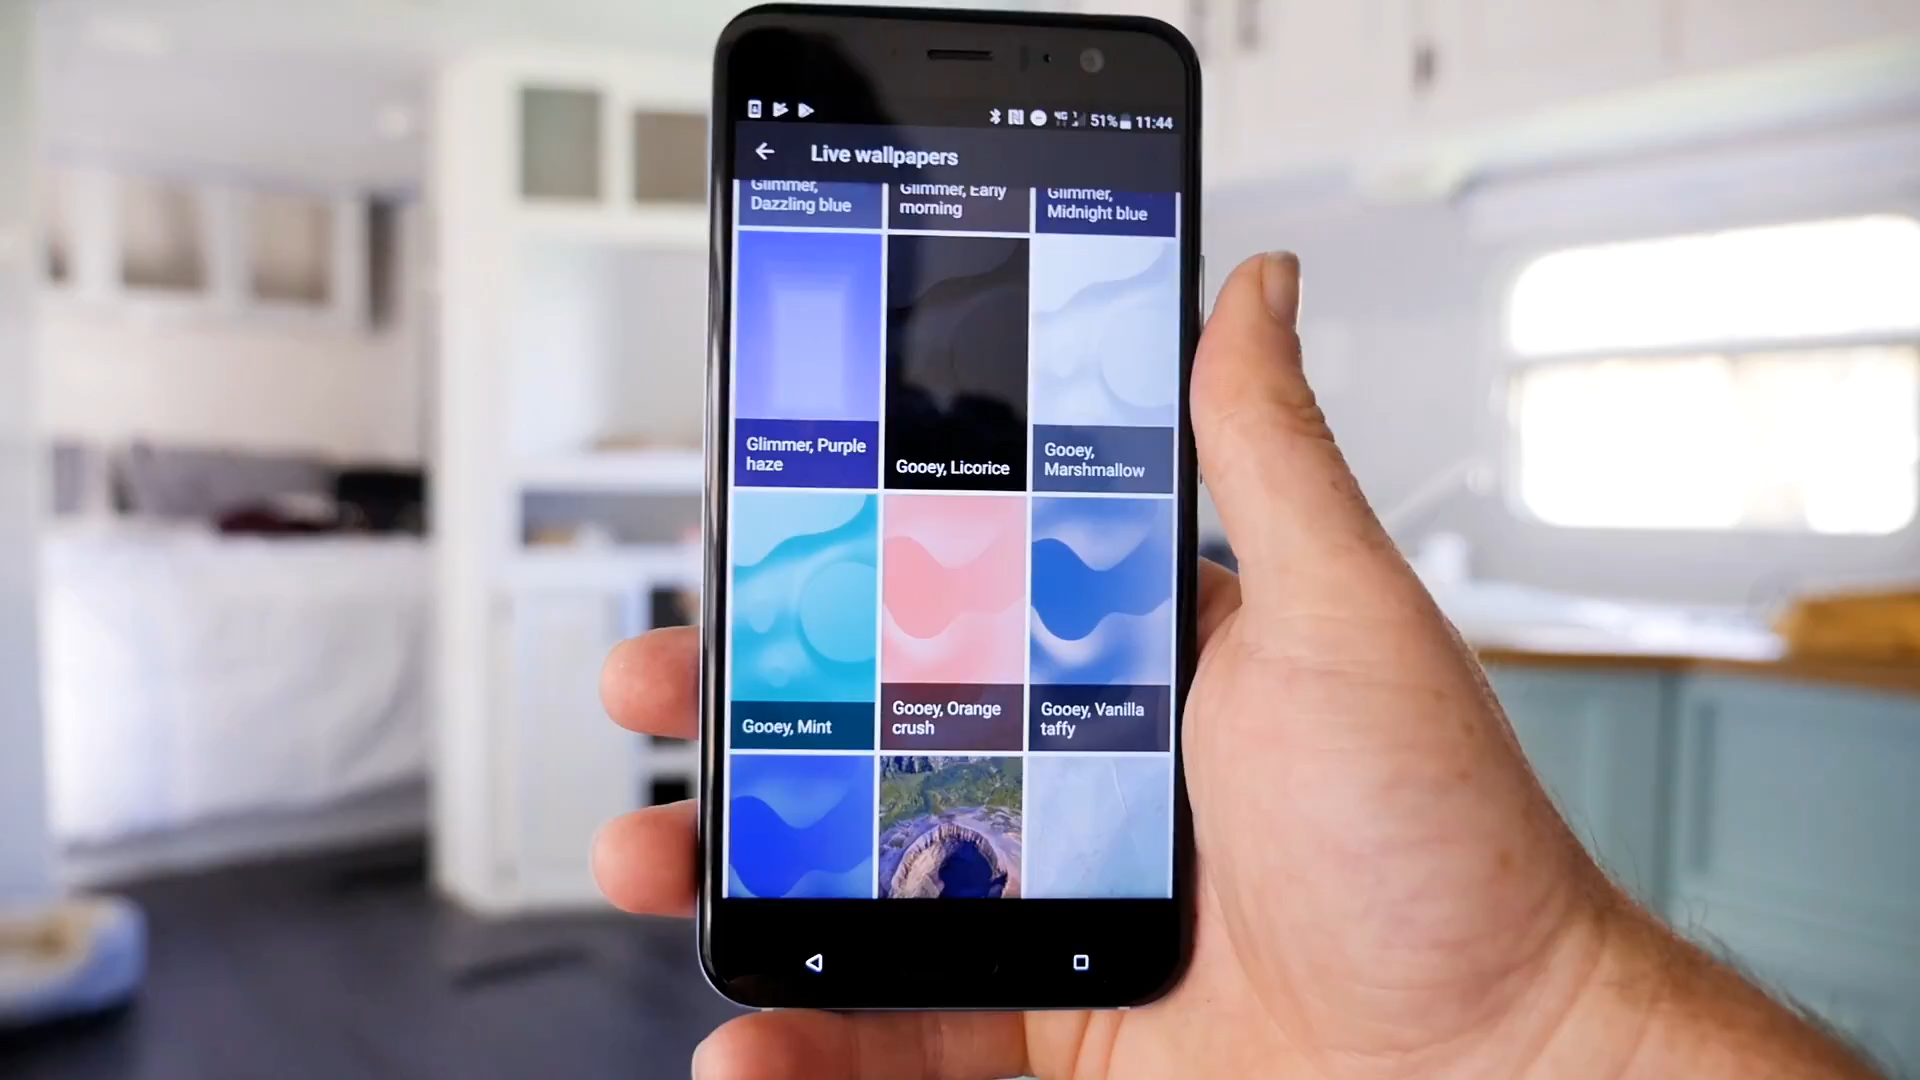 4G 51% 11:44
Live wallpapers
Glimmer, Dazzling blue
Glimmer, Early morning
Glimmer, Midnight blue
Glimmer, Purple haze
Gooey, Licorice
Gooey, Marshmallow
Gooey, Mint
Gooey, Orange crush
Gooey, Vanilla taffy